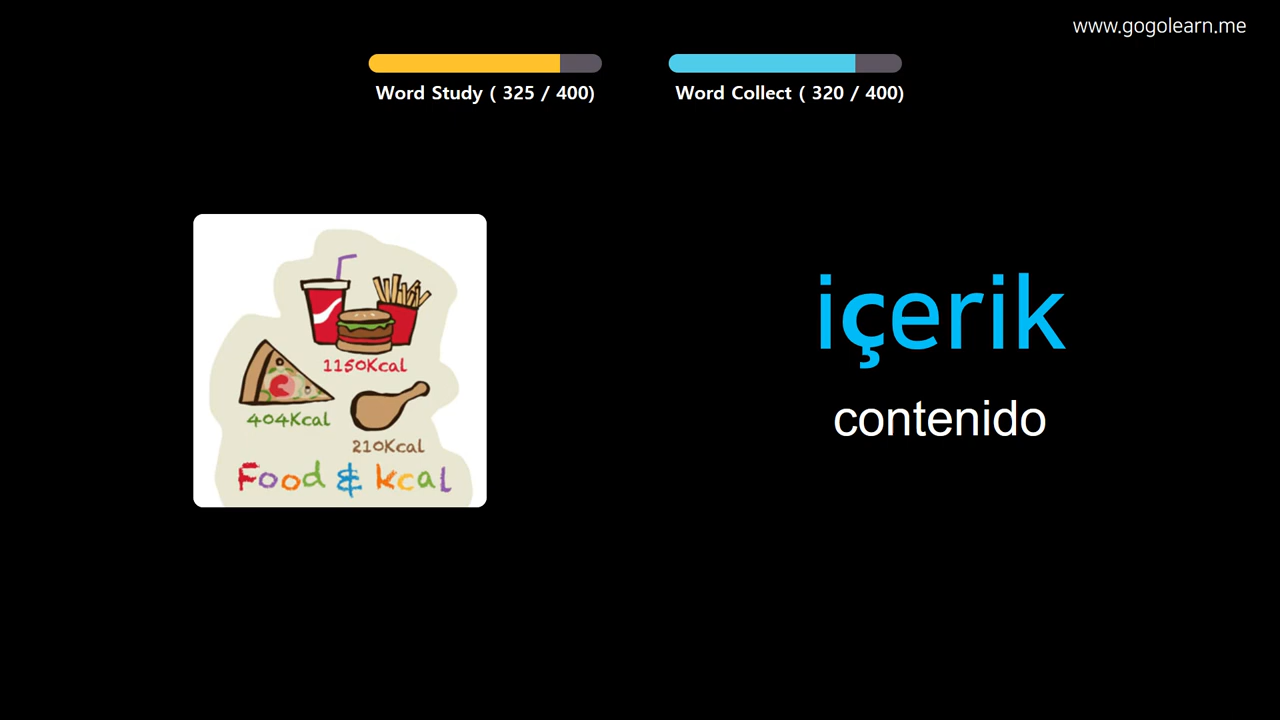 www.gogolearn.me
Word Study ( 325 / 400)
Word Collect ( 320 / 400)
1150Kcal
404Kcal
210Kcal
Food & kcal
içerik
contenido